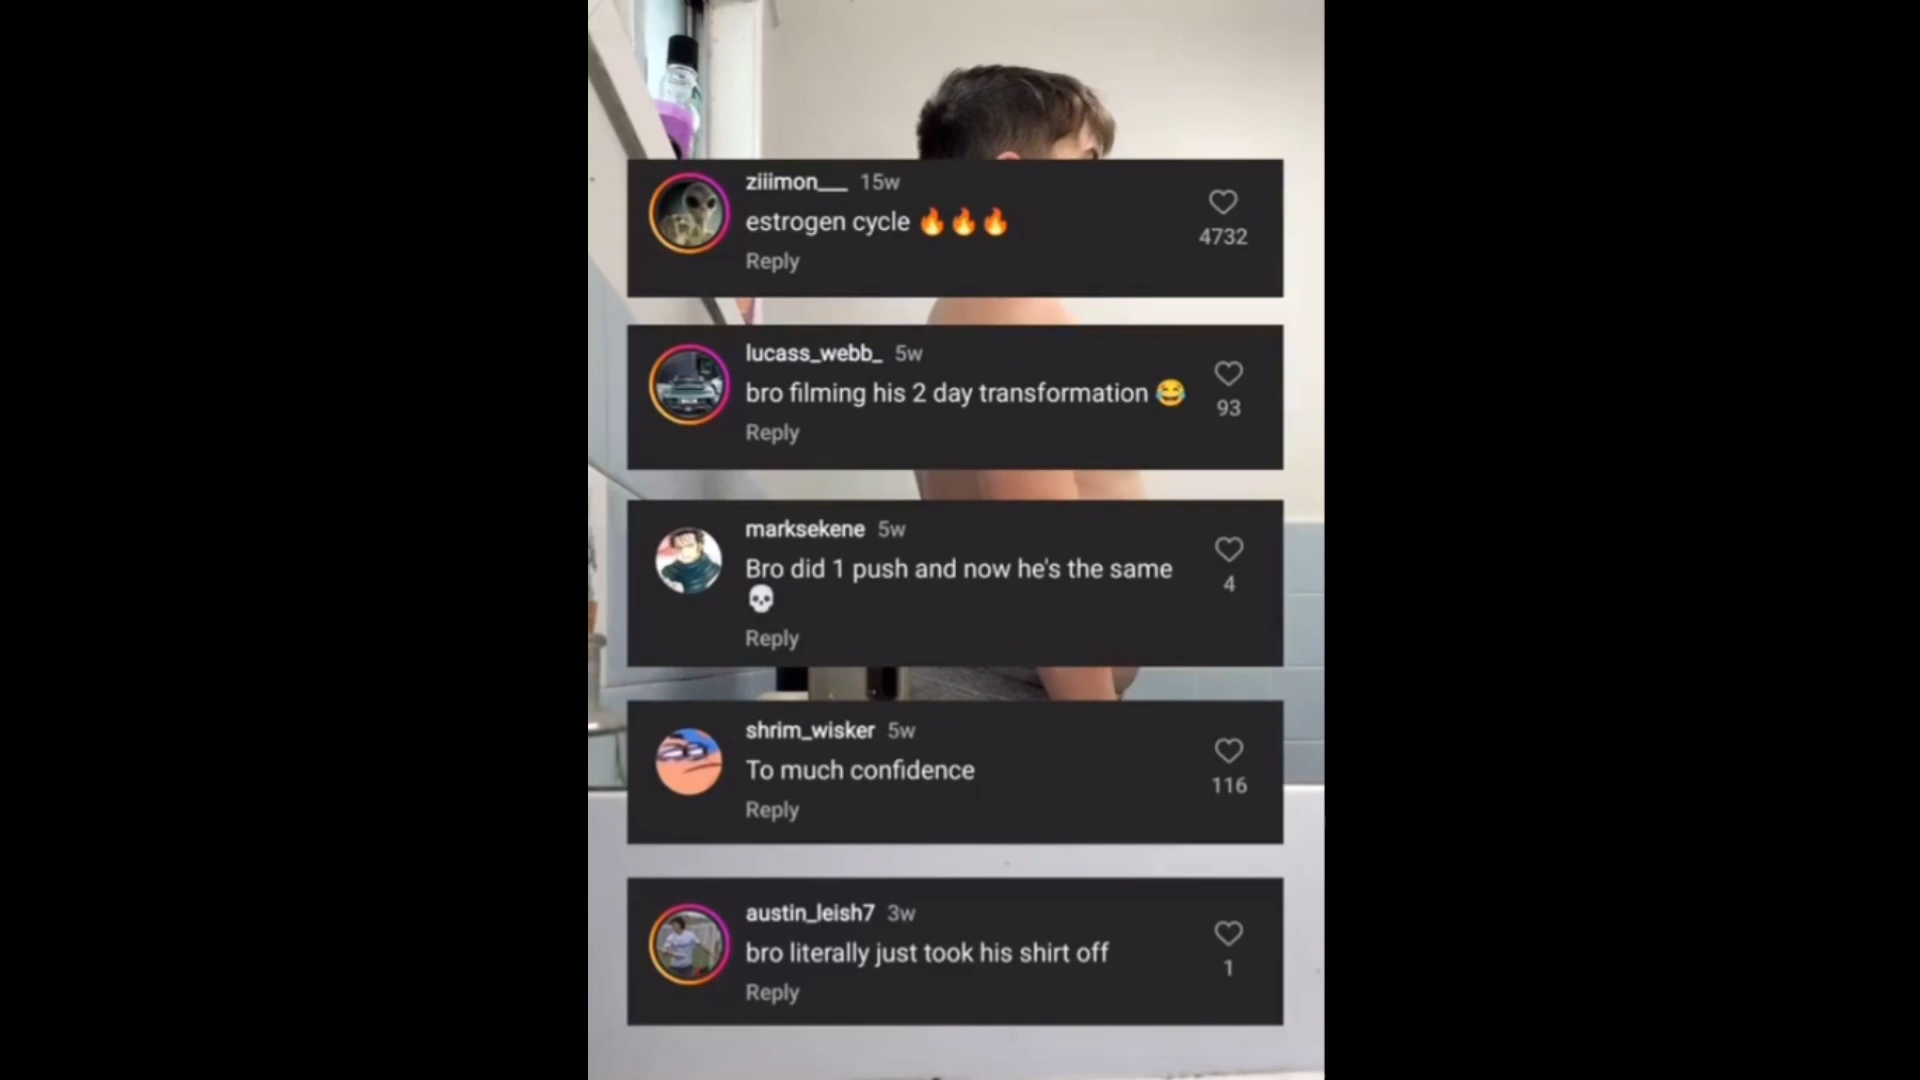 ziiimon___ 15w
estrogen cycle 🔥🔥🔥
4732
Reply
lucass_webb_ 5w
bro filming his 2 day transformation 😂
93
Reply
marksekene 5w
Bro did 1 push and now he's the same
💀
4
Reply
shrim_wisker 5w
To much confidence
116
Reply
austin_leish7 3w
bro literally just took his shirt off
1
Reply